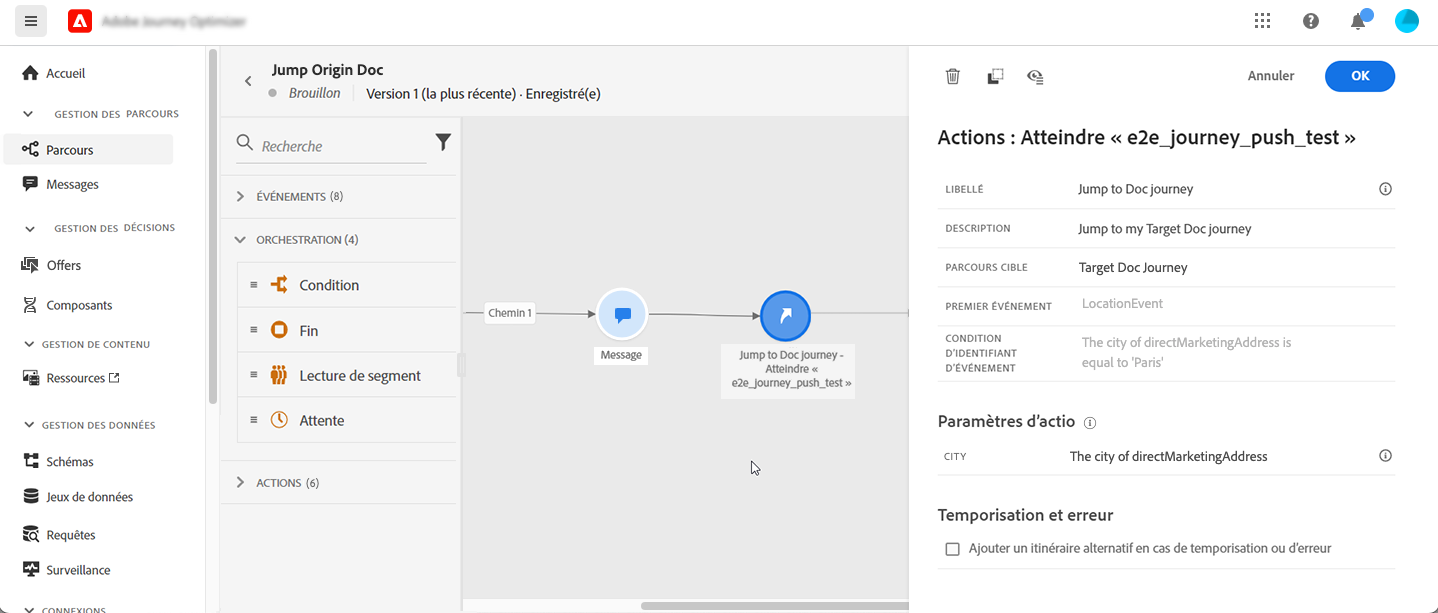 Adobe Journey Optimizer
Accueil
GESTION DES PARCOURS
Parcours
Messages
GESTION DES DÉCISIONS
Offers
Composants
GESTION DE CONTENU
Ressources
GESTION DES DONNÉES
Schémas
Jeux de données
Requêtes
Surveillance
CONNEXIONS
Jump Origin Doc
Brouillon
Version 1 (la plus récente) · Enregistré(e)
Recherche
ÉVÉNEMENTS (8)
ORCHESTRATION (4)
Condition
Fin
Lecture de segment
Attente
ACTIONS (6)
Chemin 1
Message
Jump to Doc journey -
Atteindre «
e2e_journey_push_test »
Annuler
OK
Actions : Atteindre « e2e_journey_push_test »
LIBELLÉ
Jump to Doc journey
DESCRIPTION
Jump to my Target Doc journey
PARCOURS CIBLE
Target Doc Journey
PREMIER ÉVÉNEMENT
LocationEvent
CONDITION
D'IDENTIFIANT
D'ÉVÉNEMENT
The city of directMarketingAddress is
equal to 'Paris'
Paramètres d'actio
CITY
The city of directMarketingAddress
Temporisation et erreur
Ajouter un itinéraire alternatif en cas de temporisation ou d'erreur